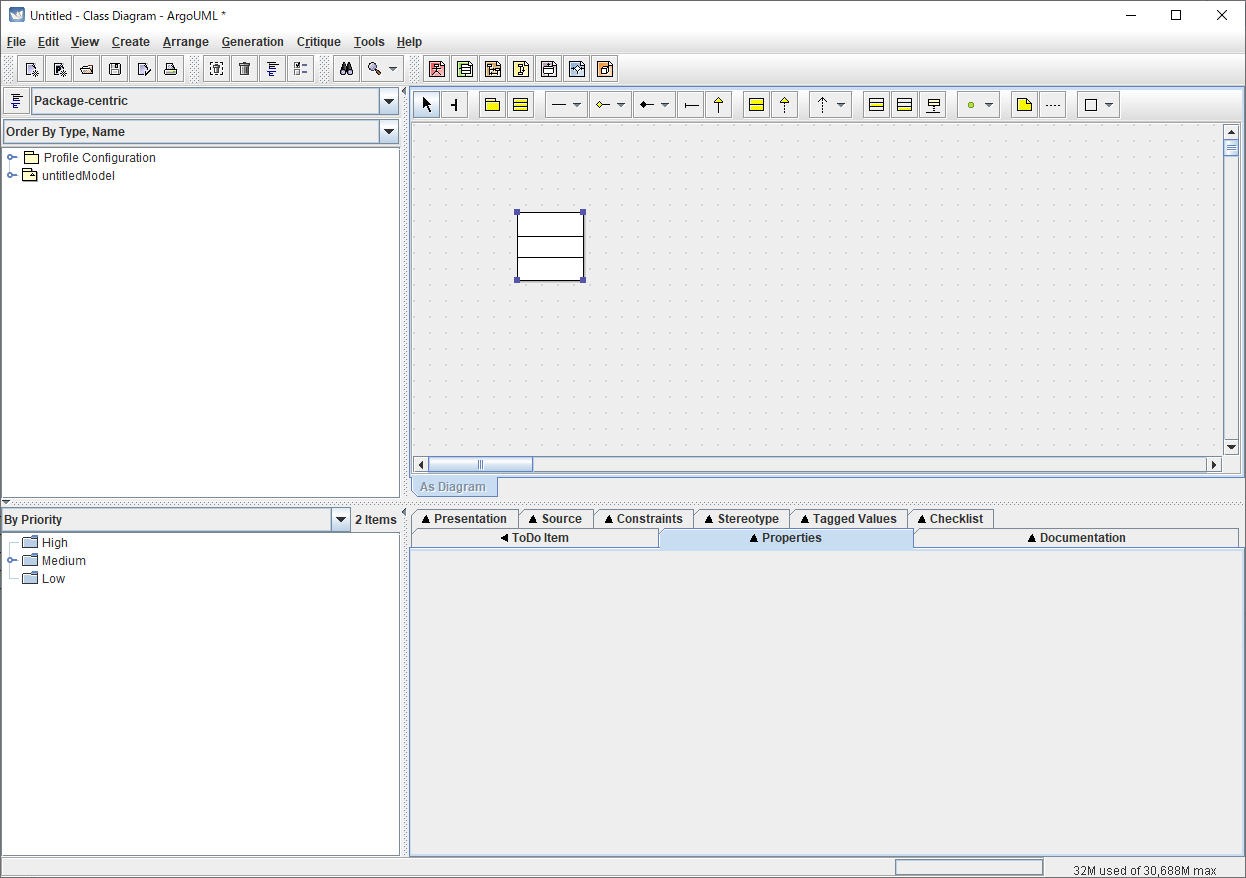 Untitled - Class Diagram - ArgoUML *
File Edit View Create Arrange Generation Critique Tools Help
Package-centric
Order By Type, Name
Profile Configuration
untitledModel
As Diagram
By Priority 2 Items
High
Medium
Low
Presentation Source Constraints Stereotype Tagged Values Checklist
ToDo Item Properties Documentation
32M used of 30,688M max